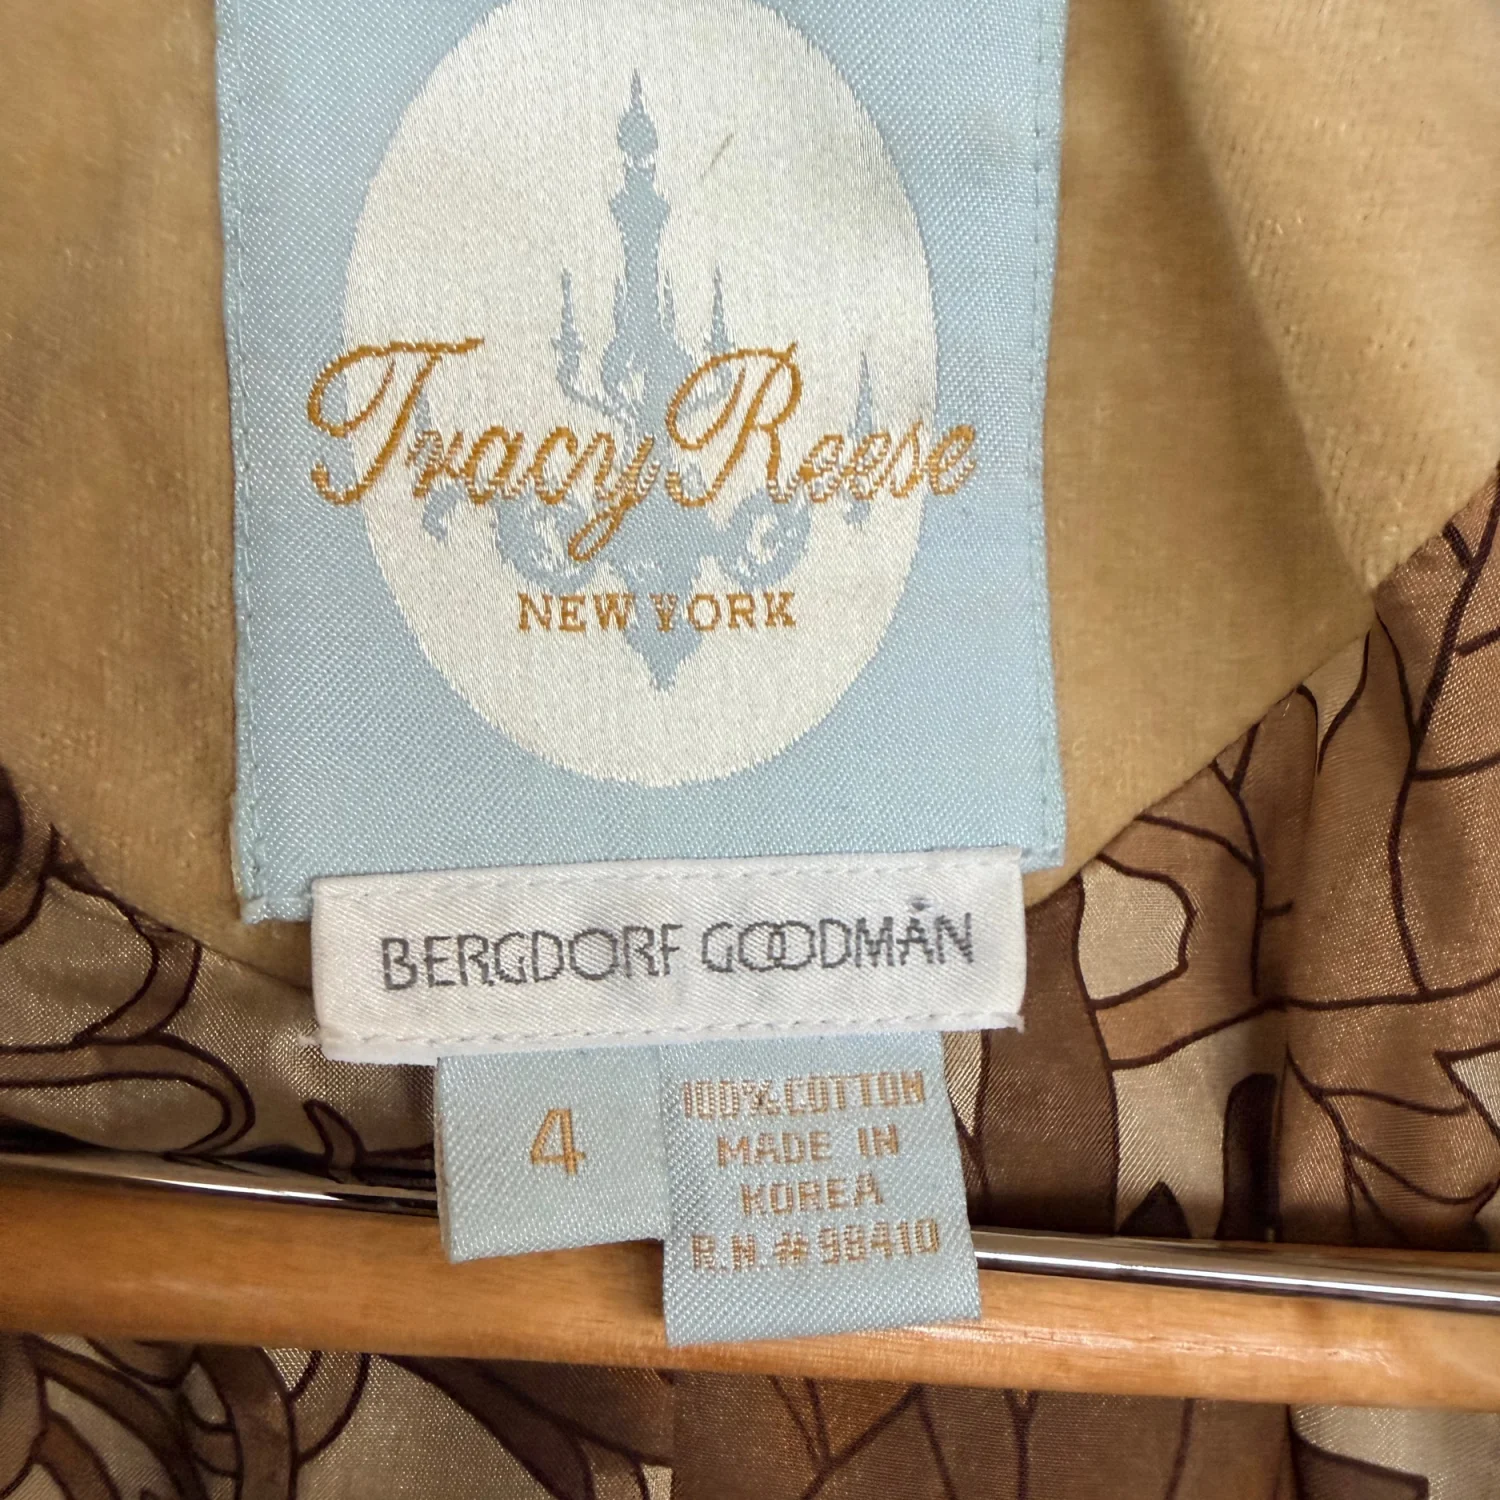 Tracy Reese
NEW YORK
BERGDORF GOODMAN
4
100% COTTON
MADE IN
KOREA
R.N.#98410